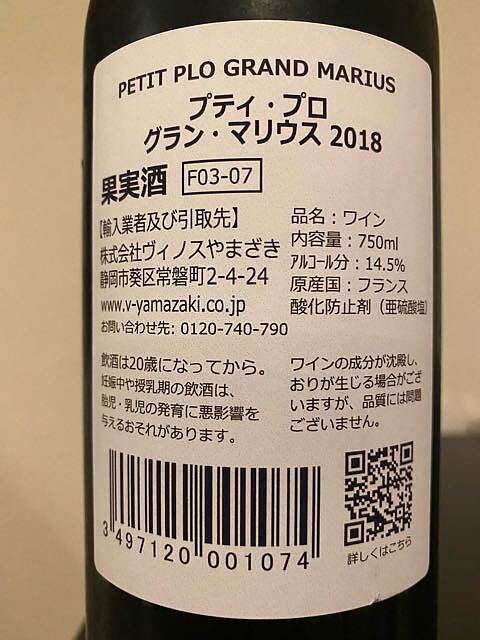 PETIT PLO GRAND MARIUS
プティ・プロ
グラン・マリウス 2018
果実酒 F03-07
【輸入業者及び引取先】
株式会社ヴィノスやまざき
静岡市葵区常磐町2-4-24
www.v-yamazaki.co.jp
お問い合わせ先: 0120-740-790
品名：ワイン
内容量：750ml
ｱﾙｺｰﾙ分：14.5%
原産国：フランス
酸化防止剤（亜硫酸塩）
飲酒は20歳になってから。
妊娠中や授乳期の飲酒は、
胎児・乳児の発育に悪影響を
与えるおそれがあります。
ワインの成分が沈殿し、
おりが生じる場合がござ
いますが、品質には問題
ございません。
3 497120 001074
詳しくはこちら